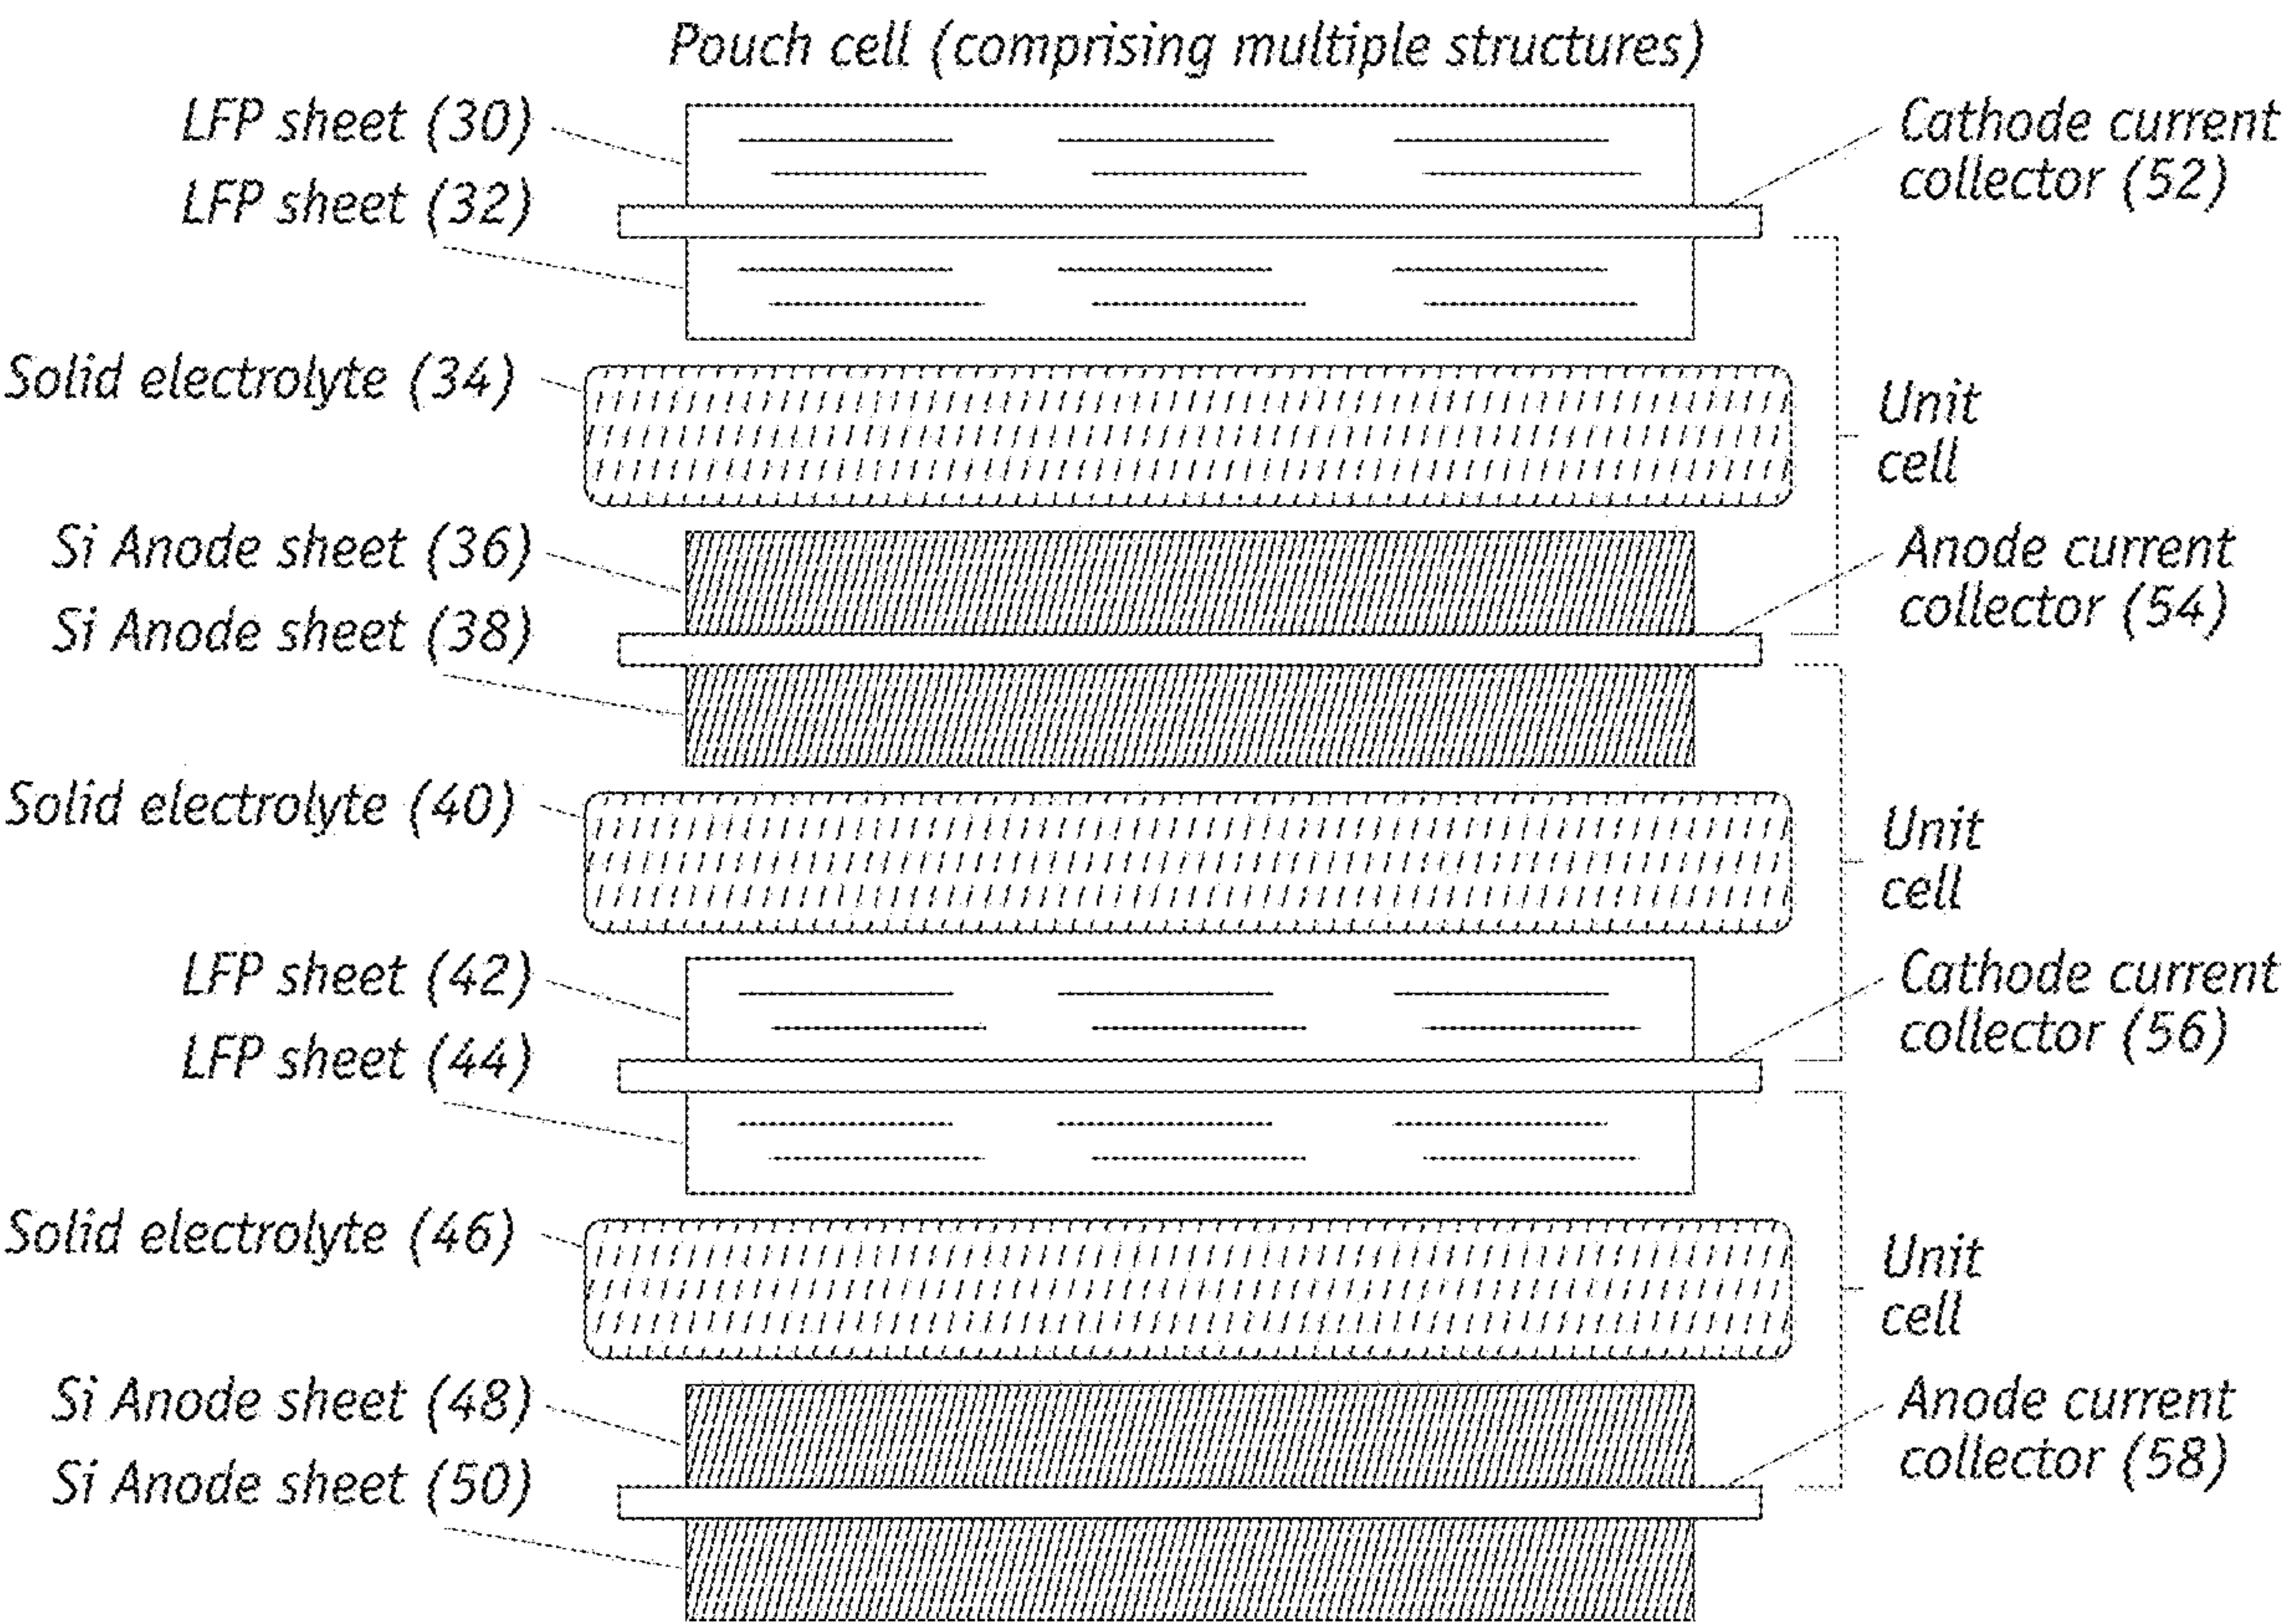 Pouch cell (comprising multiple structures)
LFP sheet (30)
Cathode current
collector (52)
LFP sheet (32)
Solid electrolyte (34)
Unit
cell
Si Anode sheet (36)
Anode current
collector (54)
Si Anode sheet (38)
Solid electrolyte (40)
Unit
cell
LFP sheet (42)
Cathode current
collector (56)
LFP sheet (44)
Solid electrolyte (46)
Unit
cell
Si Anode sheet (48)
Anode current
collector (58)
Si Anode sheet (50)